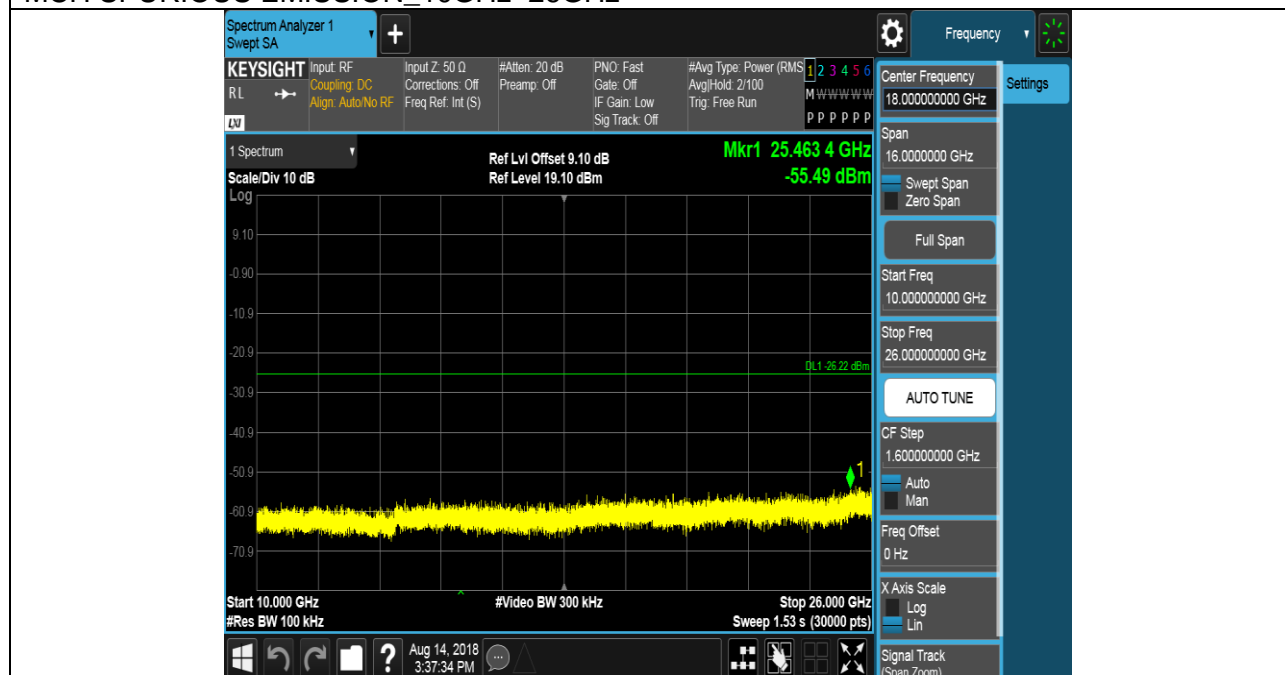 Spectrum Analyzer 1
Swept SA
Frequency
KEYSIGHT
RL
LXI
Input: RF
Coupling: DC
Align: Auto/No RF
Input Z: 50 Ω
Corrections: Off
Freq Ref: Int (S)
#Atten: 20 dB
Preamp: Off
PNO: Fast
Gate: Off
IF Gain: Low
Sig Track: Off
#Avg Type: Power (RMS
Avg|Hold: 2/100
Trig: Free Run
1 2 3 4 5 6
M W W W W W
P P P P P P
1 Spectrum
Scale/Div 10 dB
Ref Lvl Offset 9.10 dB
Ref Level 19.10 dBm
Mkr1 25.463 4 GHz
-55.49 dBm
Log
9.10
-0.90
-10.9
-20.9
DL1 -26.22 dBm
-30.9
-40.9
-50.9
1
-60.9
-70.9
Start 10.000 GHz
#Res BW 100 kHz
#Video BW 300 kHz
Stop 26.000 GHz
Sweep 1.53 s (30000 pts)
Aug 14, 2018
3:37:34 PM
Center Frequency
18.000000000 GHz
Settings
Span
16.0000000 GHz
Swept Span
Zero Span
Full Span
Start Freq
10.000000000 GHz
Stop Freq
26.000000000 GHz
AUTO TUNE
CF Step
1.600000000 GHz
Auto
Man
Freq Offset
0 Hz
X Axis Scale
Log
Lin
Signal Track
(Span Zoom)